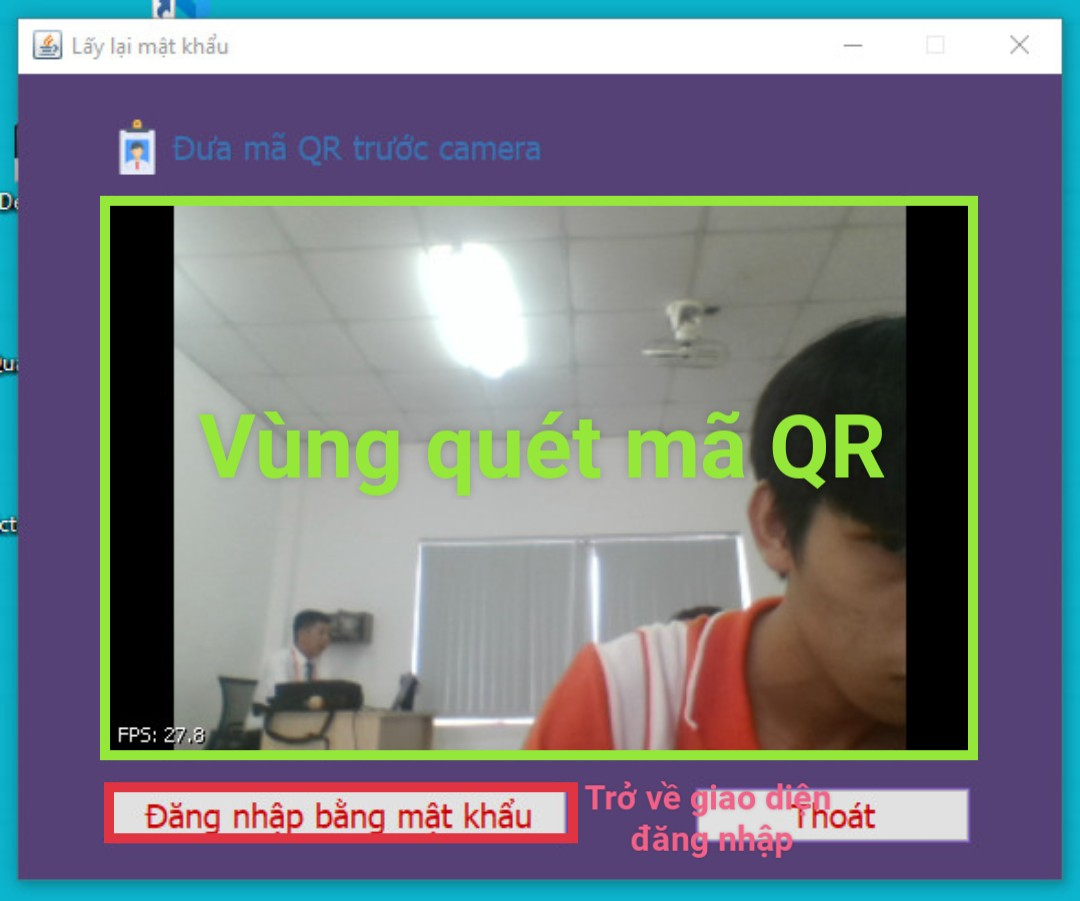 Lấy lại mật khẩu
Đưa mã QR trước camera
Vùng quét mã QR
FPS: 27.8
Đăng nhập bằng mật khẩu
Trở về giao diện
đăng nhập
Thoát